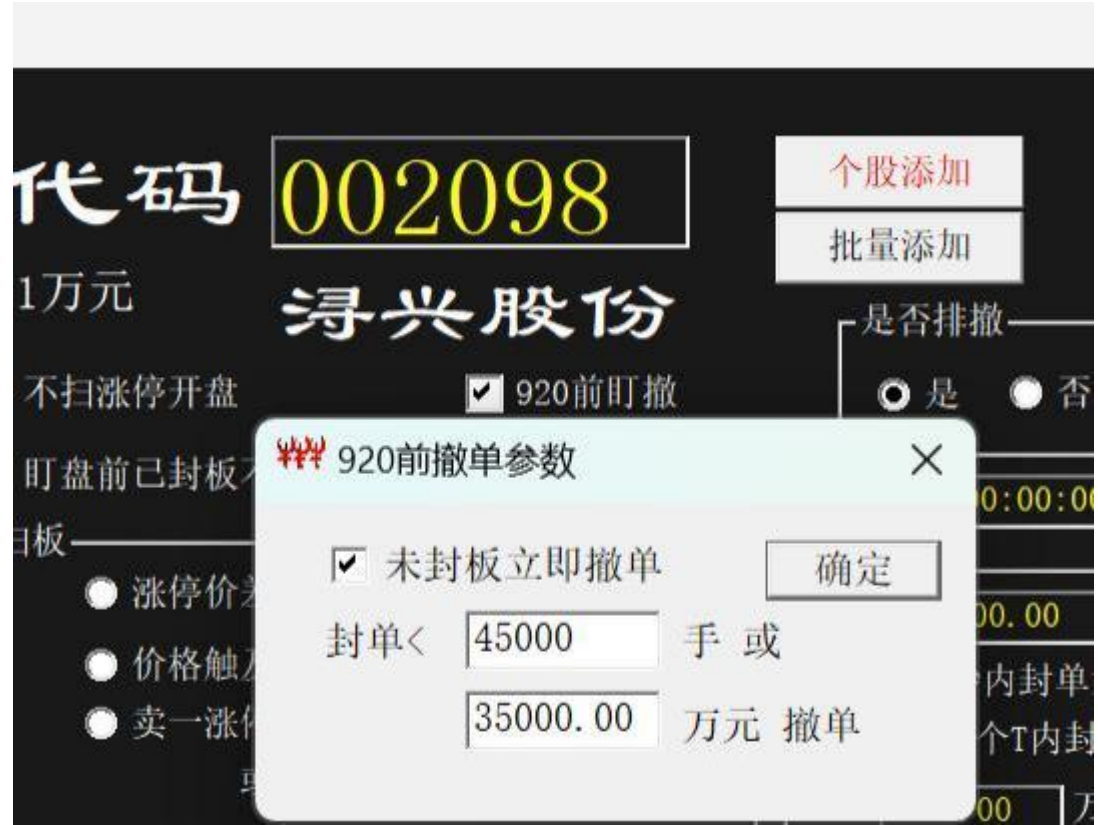 代码 002098 个股添加
批量添加
1万元 浔兴股份
是否排撤
不扫涨停开盘 920前盯撤 是 否
盯盘前已封板
920前撤单参数
板
未封板立即撤单 确定
涨停价
封单< 45000 手 或
00.00
价格触
内封单
35000.00 万元 撤单
卖一涨
个T内封
00